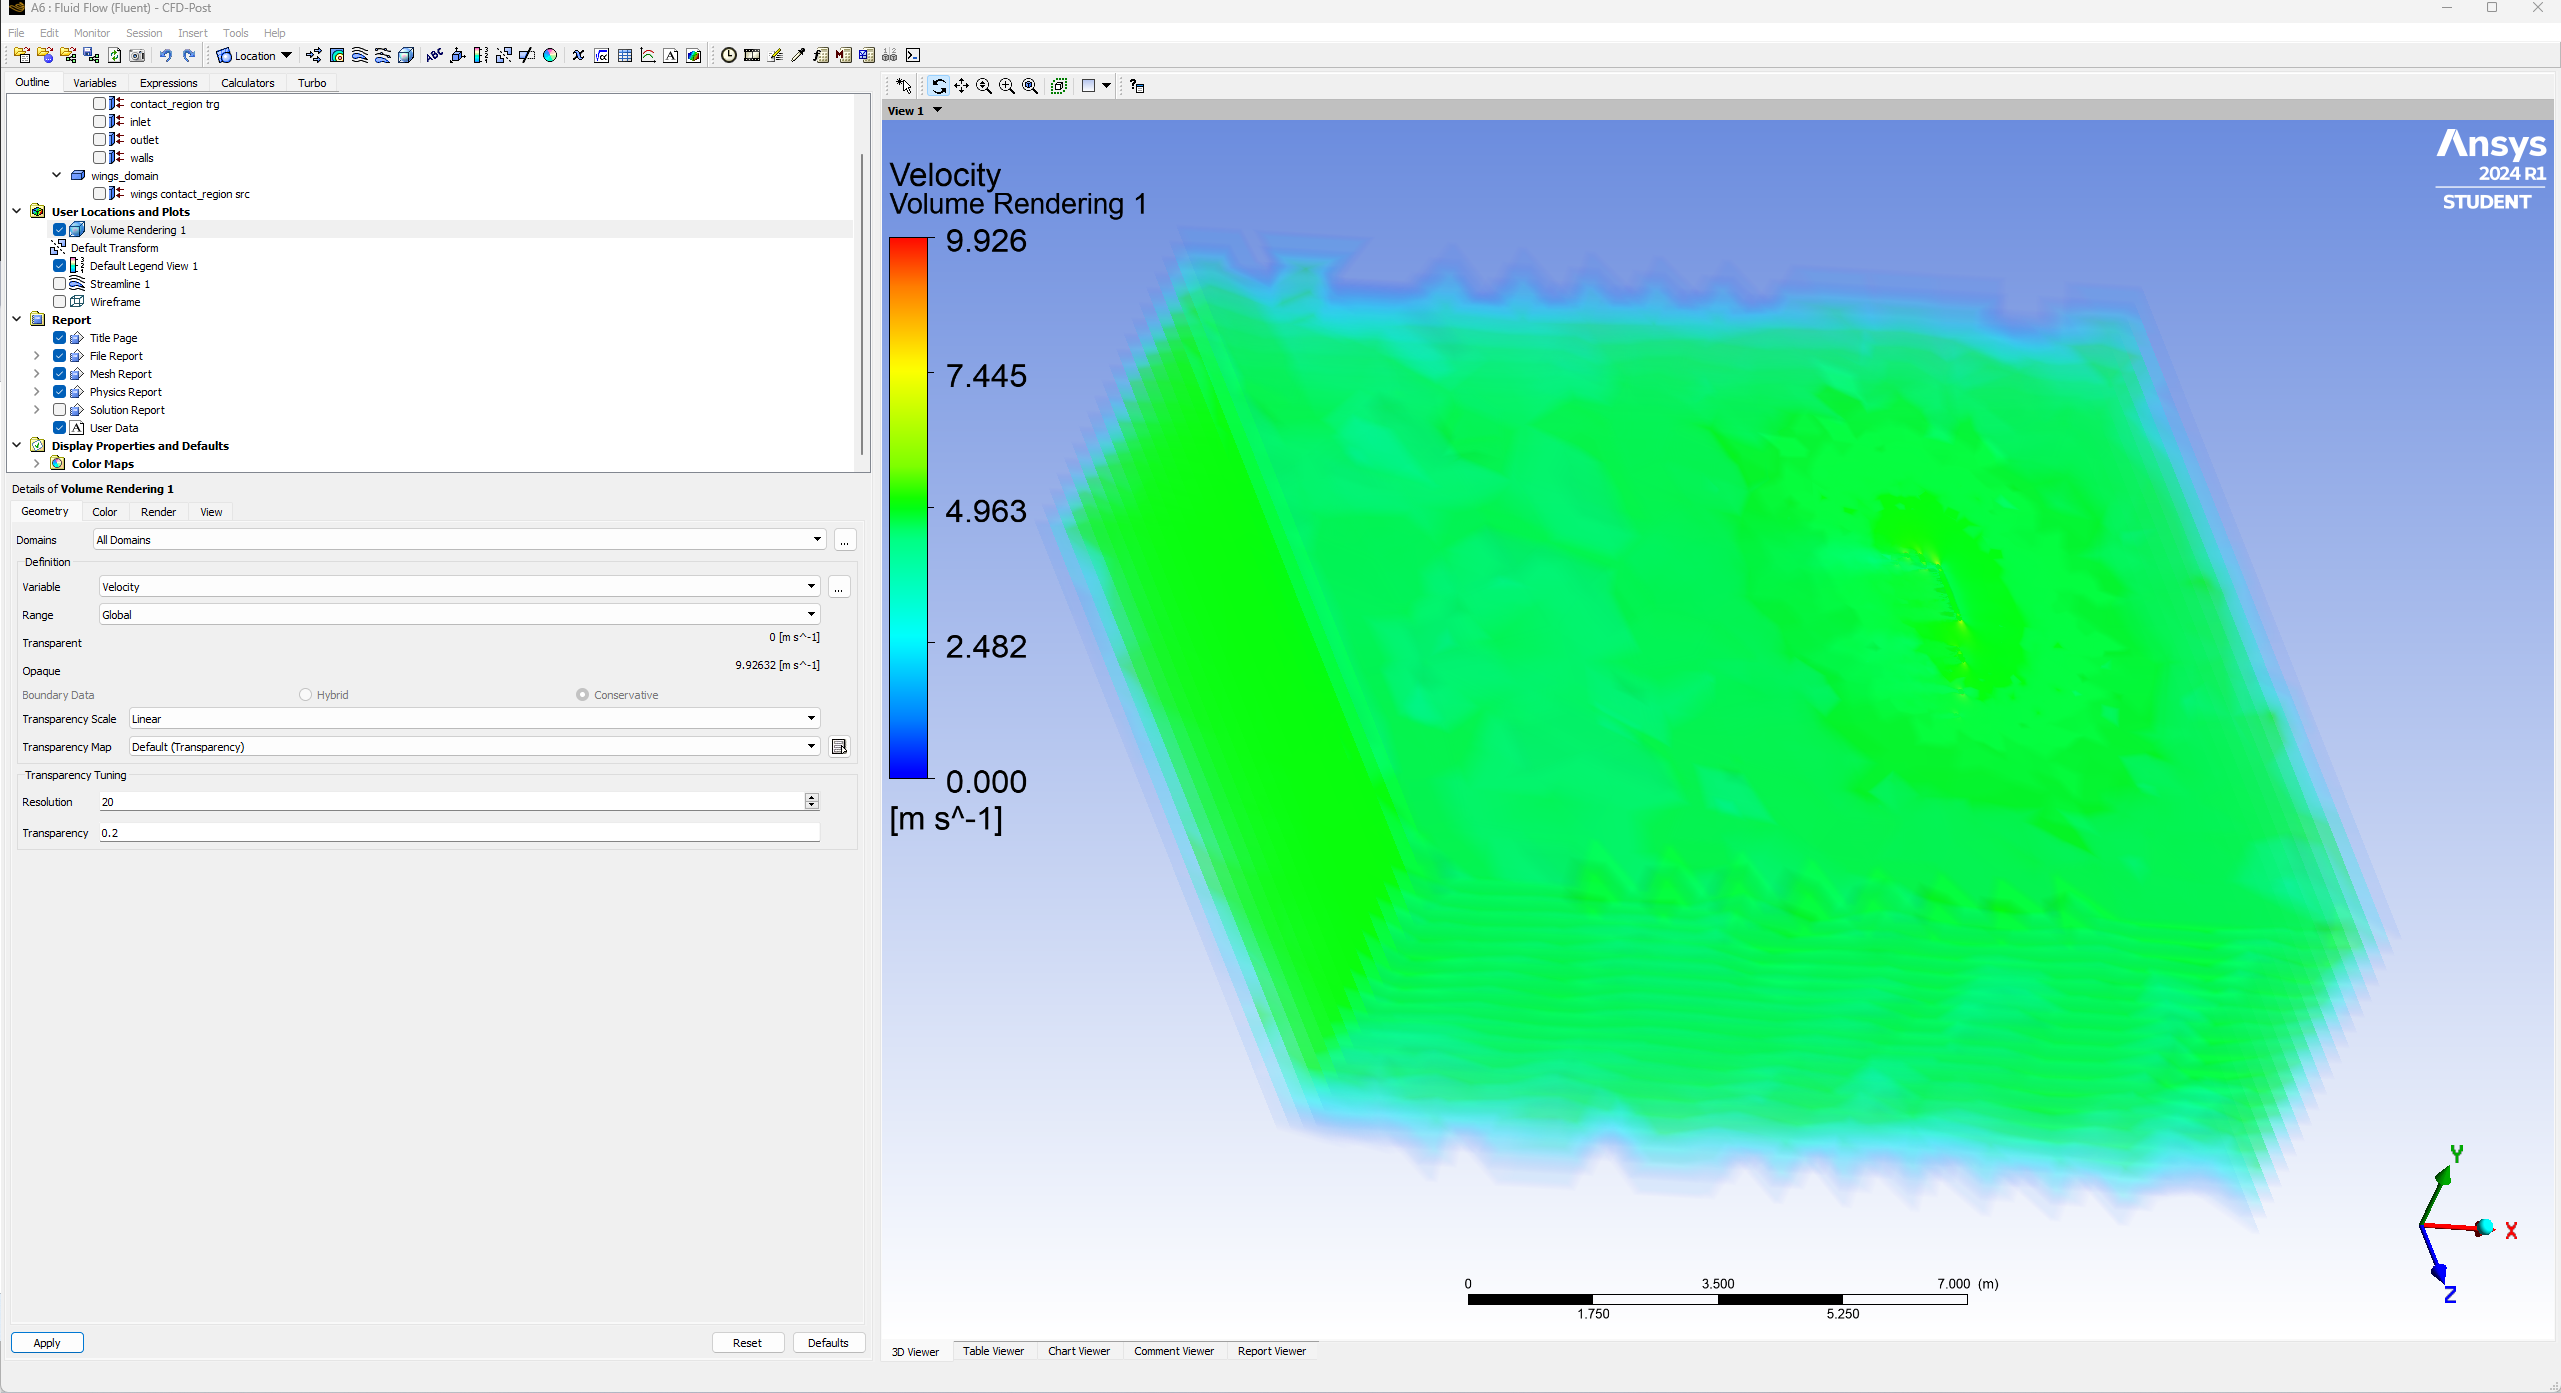 A6 : Fluid Flow (Fluent) - CFD-Post
File Edit Monitor Session Insert Tools Help
Location
Outline Variables Expressions Calculators Turbo
contact_region trg
inlet
outlet
walls
wings_domain
wings contact_region src
User Locations and Plots
Volume Rendering 1
Default Transform
Default Legend View 1
Streamline 1
Wireframe
Report
Title Page
File Report
Mesh Report
Physics Report
Solution Report
User Data
Display Properties and Defaults
Color Maps
Details of Volume Rendering 1
Geometry Color Render View
Domains All Domains ...
Definition
Variable Velocity ...
Range Global
Transparent 0 [m s^-1]
Opaque 9.92632 [m s^-1]
Boundary Data Hybrid Conservative
Transparency Scale Linear
Transparency Map Default (Transparency)
Transparency Tuning
Resolution 20
Transparency 0.2
Apply Reset Defaults
View 1
Velocity
Volume Rendering 1
9.926
7.445
4.963
2.482
0.000
[m s^-1]
Ansys
2024 R1
STUDENT
Y
X
Z
0 3.500 7.000 (m)
1.750 5.250
3D Viewer Table Viewer Chart Viewer Comment Viewer Report Viewer